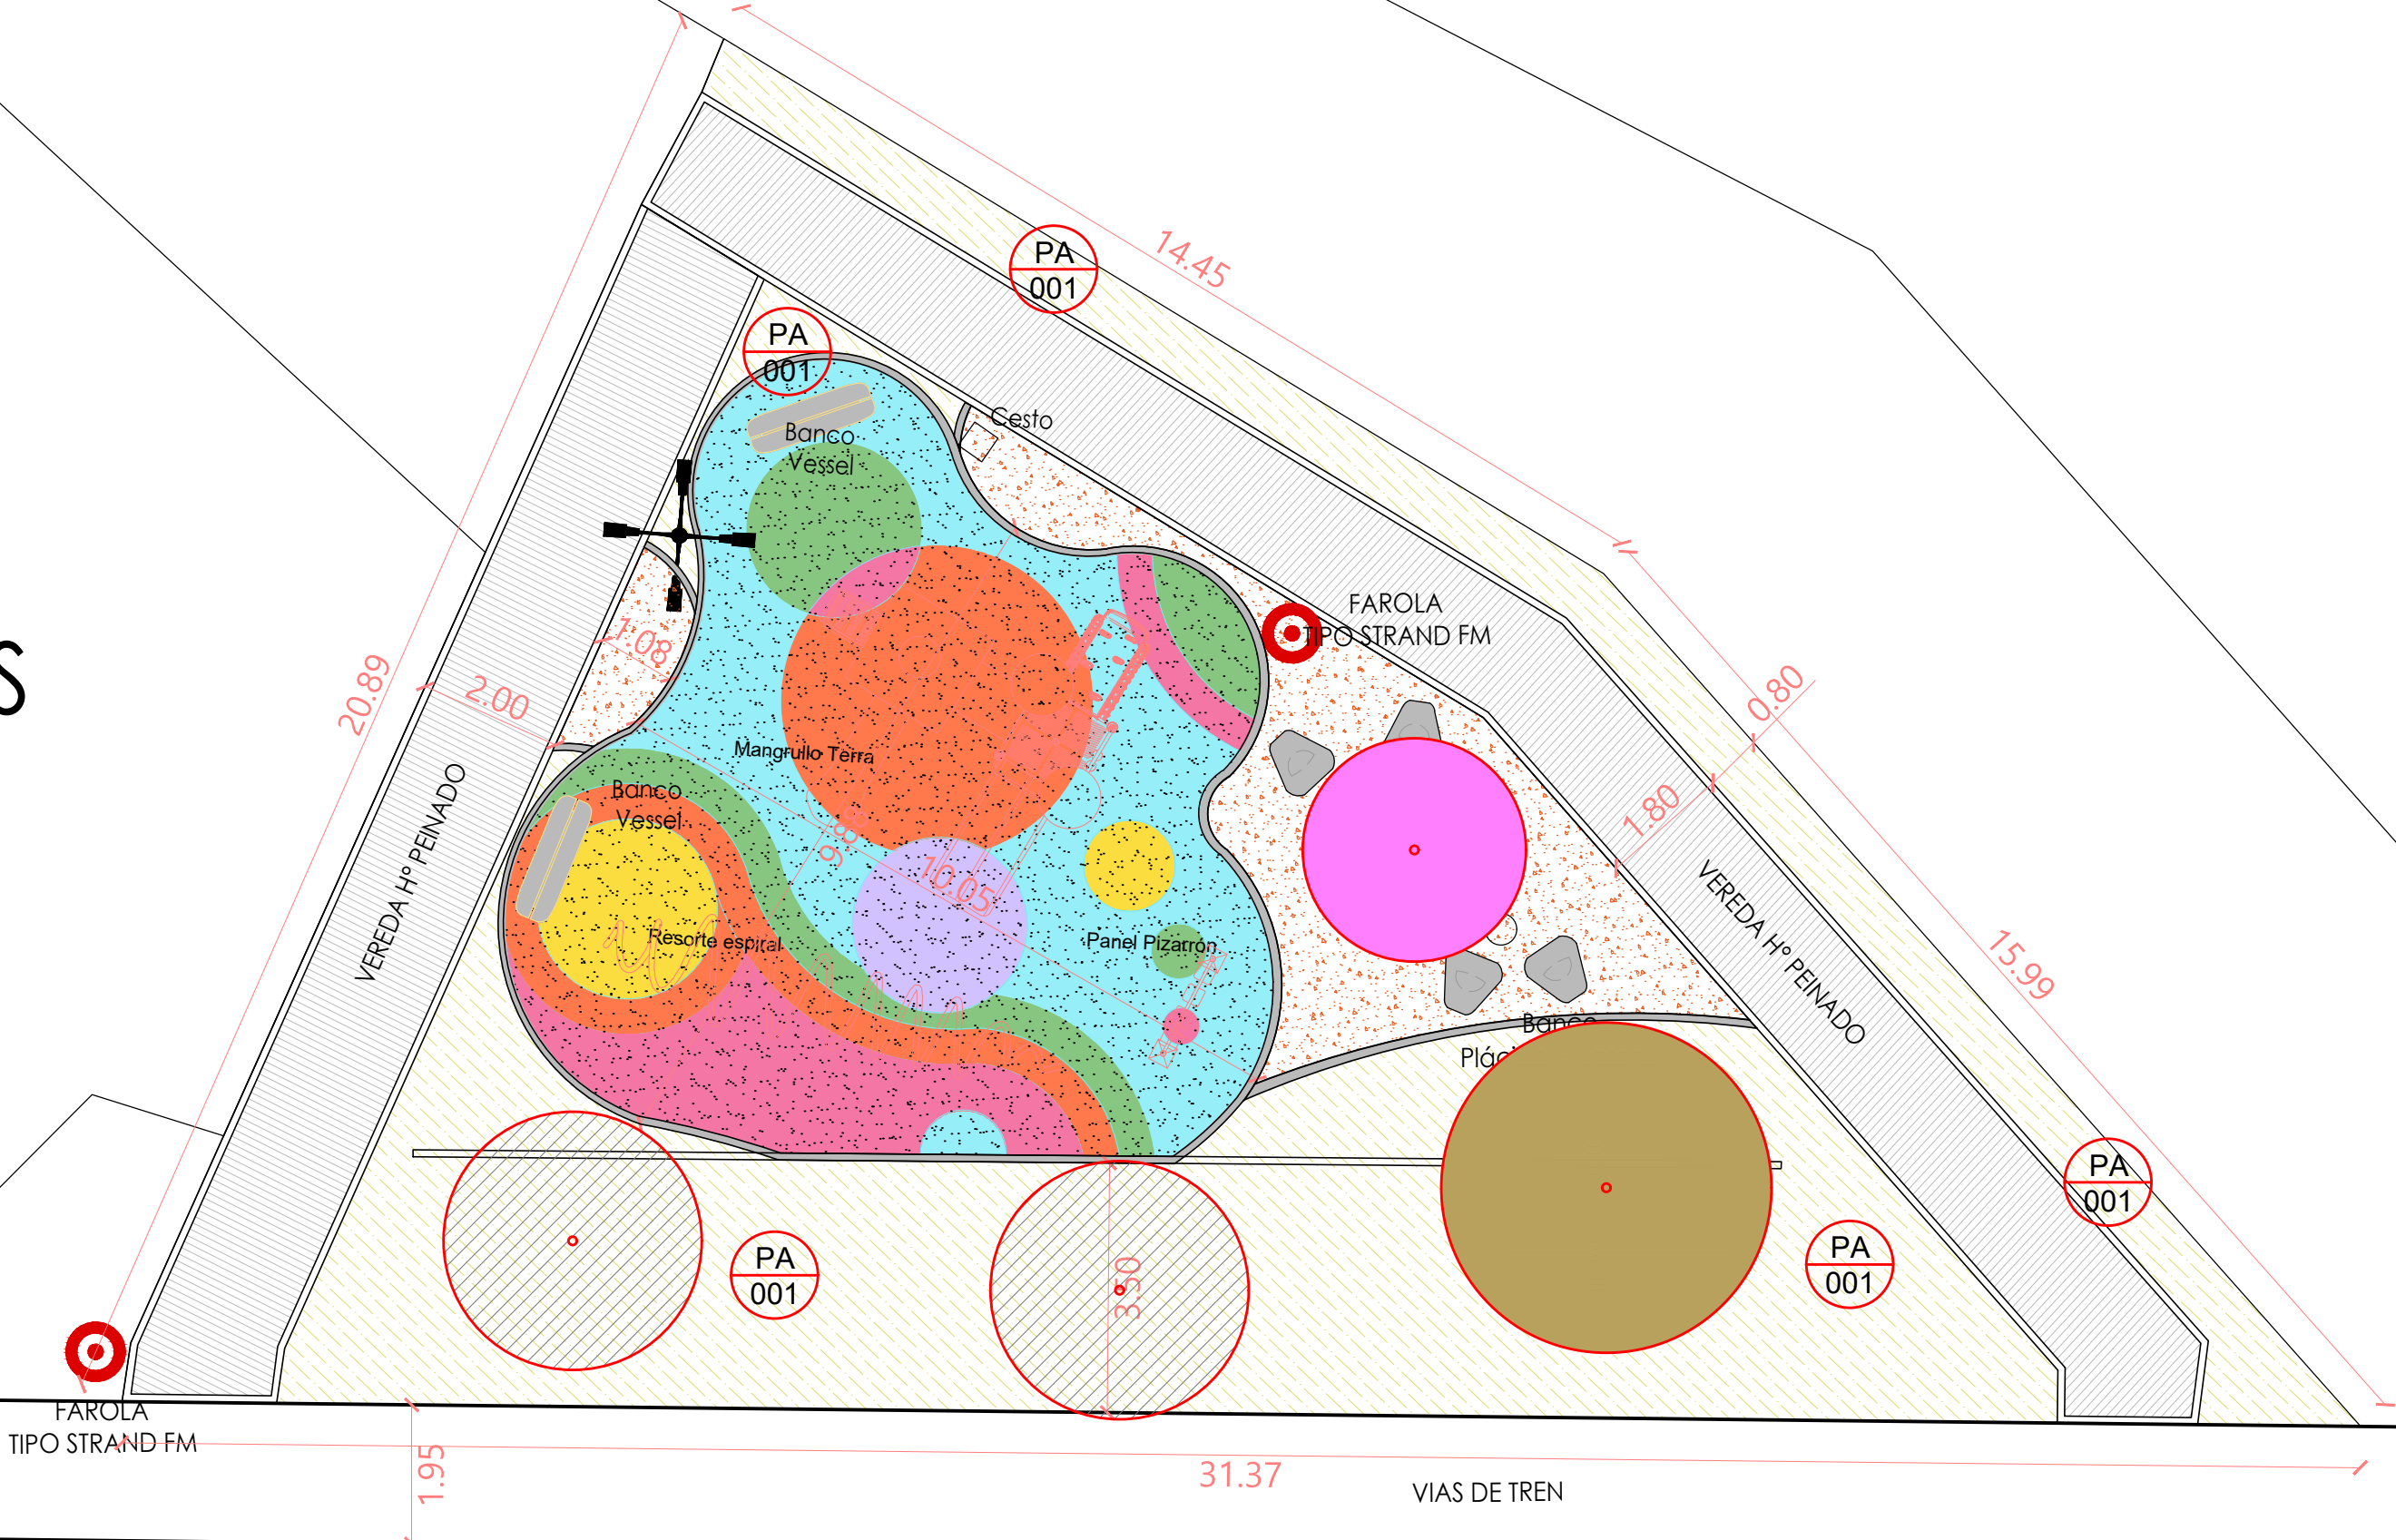 14.45
PA
001
PA
001
Cesto
Banco
Vessel
S
FAROLA
TIPO STRAND FM
1.08
2.00
20.89
0.80
1.80
Mangrullo Terra
Banco
Vessel
9.83
10.05
VEREDA Hº PEINADO
VEREDA Hº PEINADO
Resorte espiral
Panel Pizarrón
15.99
Banco
Plác
PA
001
PA
001
PA
001
3.50
FAROLA
TIPO STRAND FM
1.95
31.37
VIAS DE TREN